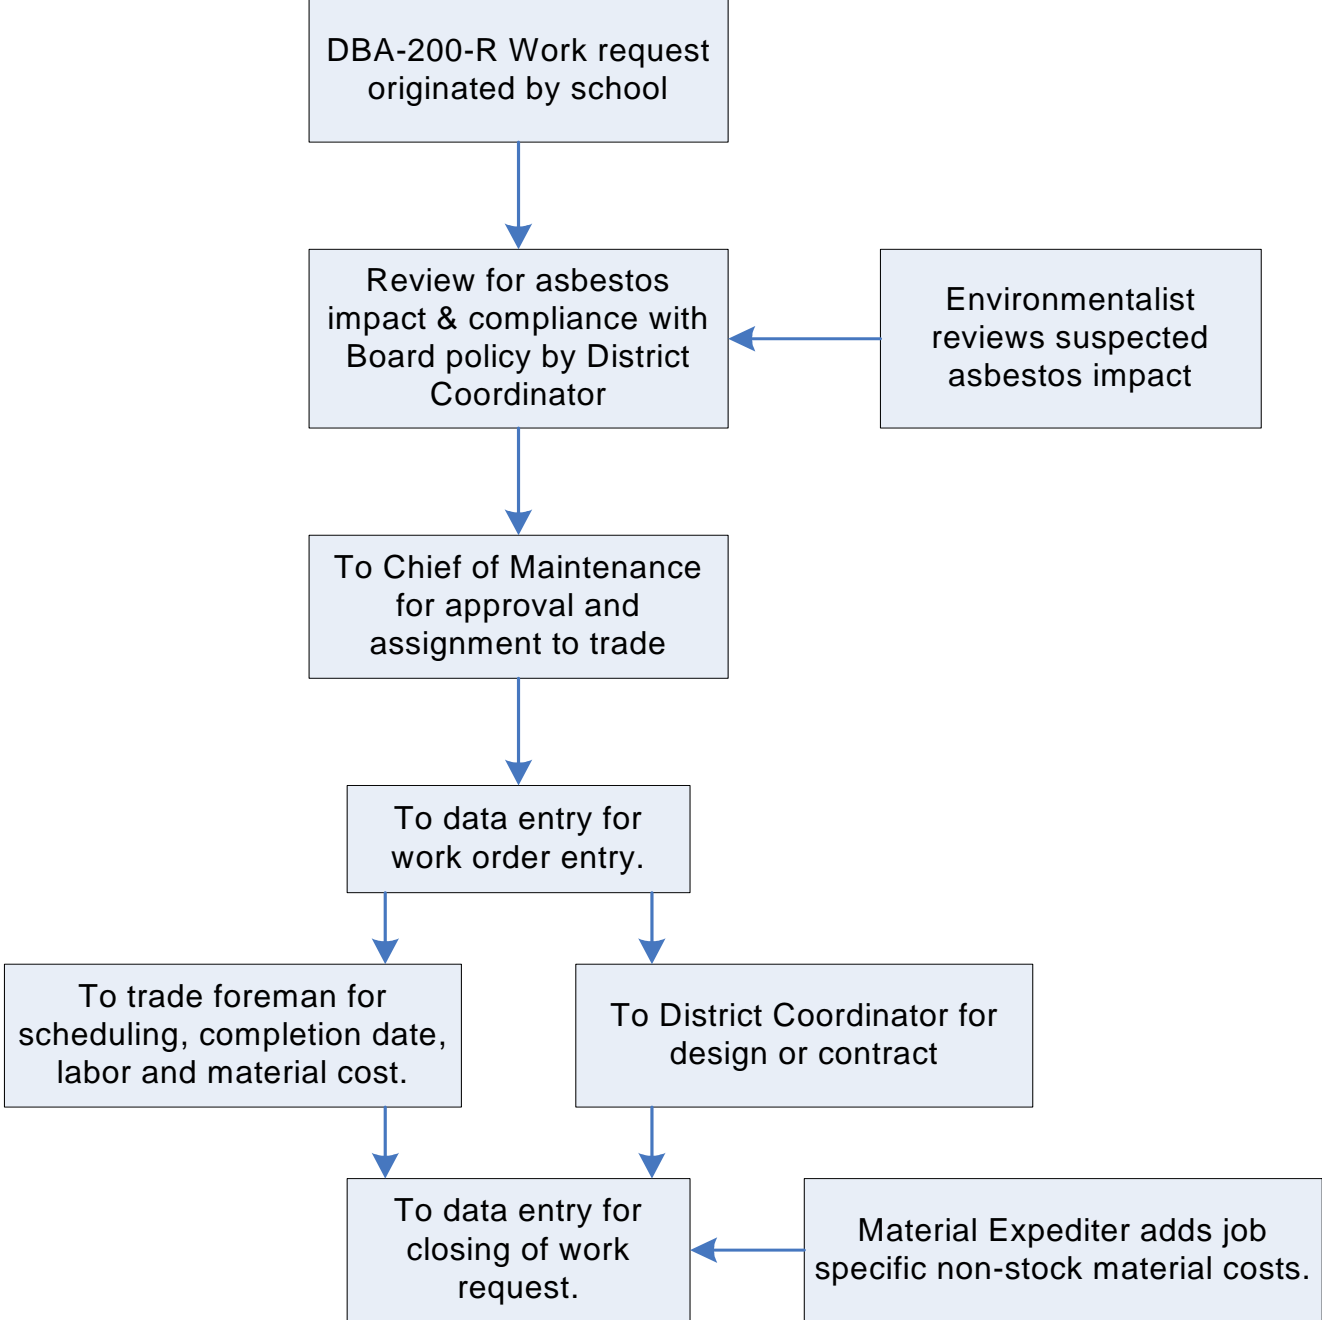 DBA-200-R Work request
originated by school
Review for asbestos
impact & compliance with
Board policy by District
Coordinator
Environmentalist
reviews suspected
asbestos impact
To Chief of Maintenance
for approval and
assignment to trade
To data entry for
work order entry.
To trade foreman for
scheduling, completion date,
labor and material cost.
To District Coordinator for
design or contract
To data entry for
closing of work
request.
Material Expediter adds job
specific non-stock material costs.